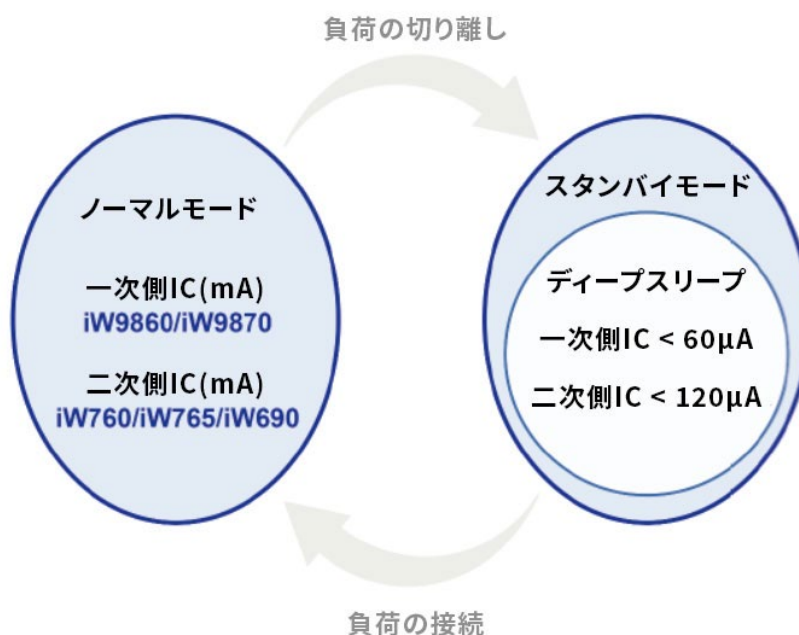 負荷の切り離し
ノーマルモード
一次側IC(mA)
iW9860/iW9870
二次側IC(mA)
iW760/iW765/iW690
スタンバイモード
ディープスリープ
一次側IC < 60μA
二次側IC < 120μA
負荷の接続